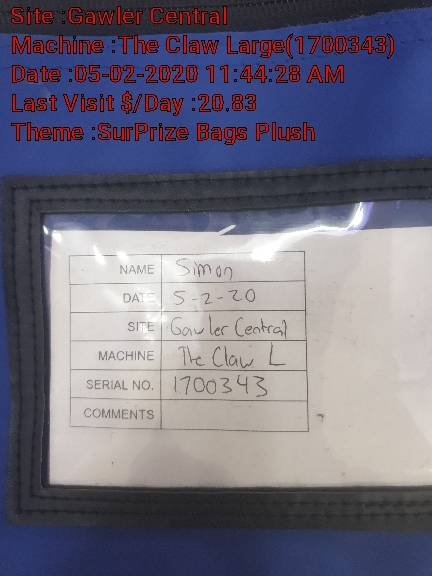 Site :Gawler Central
Machine :The Claw Large(1700343)
Date :05-02-2020 11:44:28 AM
Last Visit $/Day :20.83
Theme :SurPrize Bags Plush
NAME Simon
DATE 5-2-20
SITE Gawler Central
MACHINE The Claw L
SERIAL NO. 1700343
COMMENTS